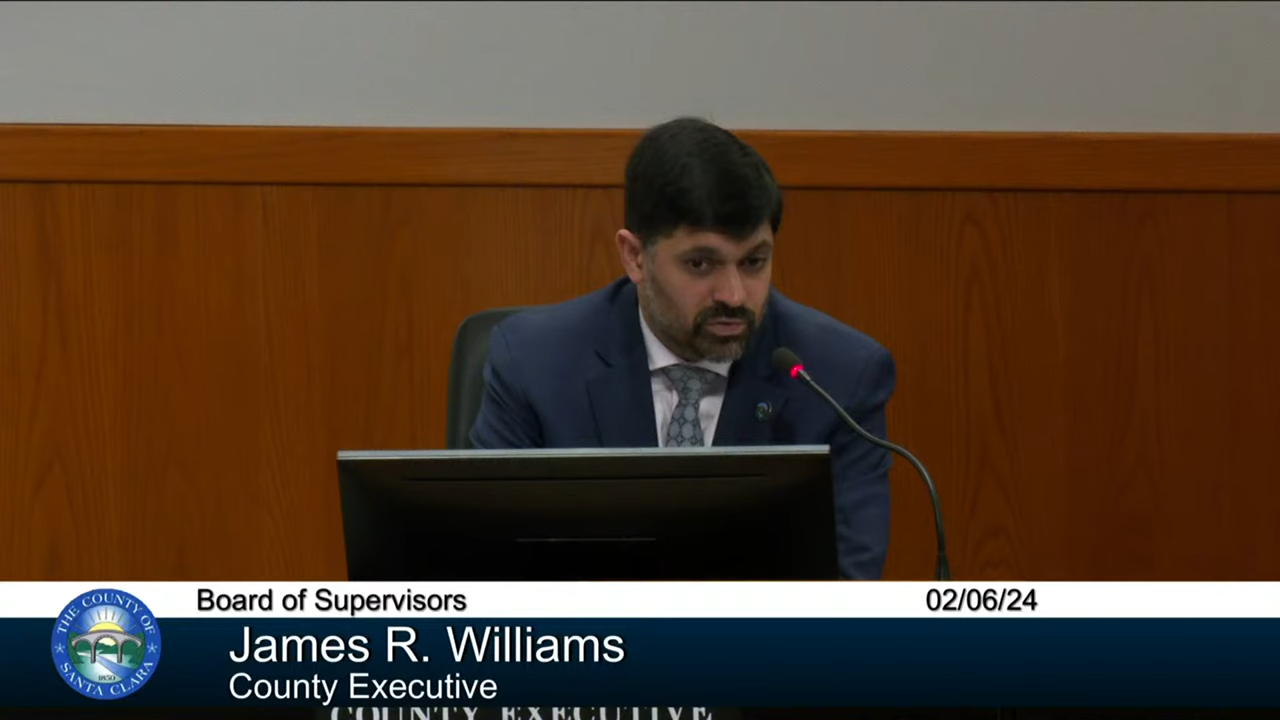 Board of Supervisors
02/06/24
James R. Williams
County Executive
THE COUNTY OF
SANTA CLARA
1850
COUNTY EXECUTIVE